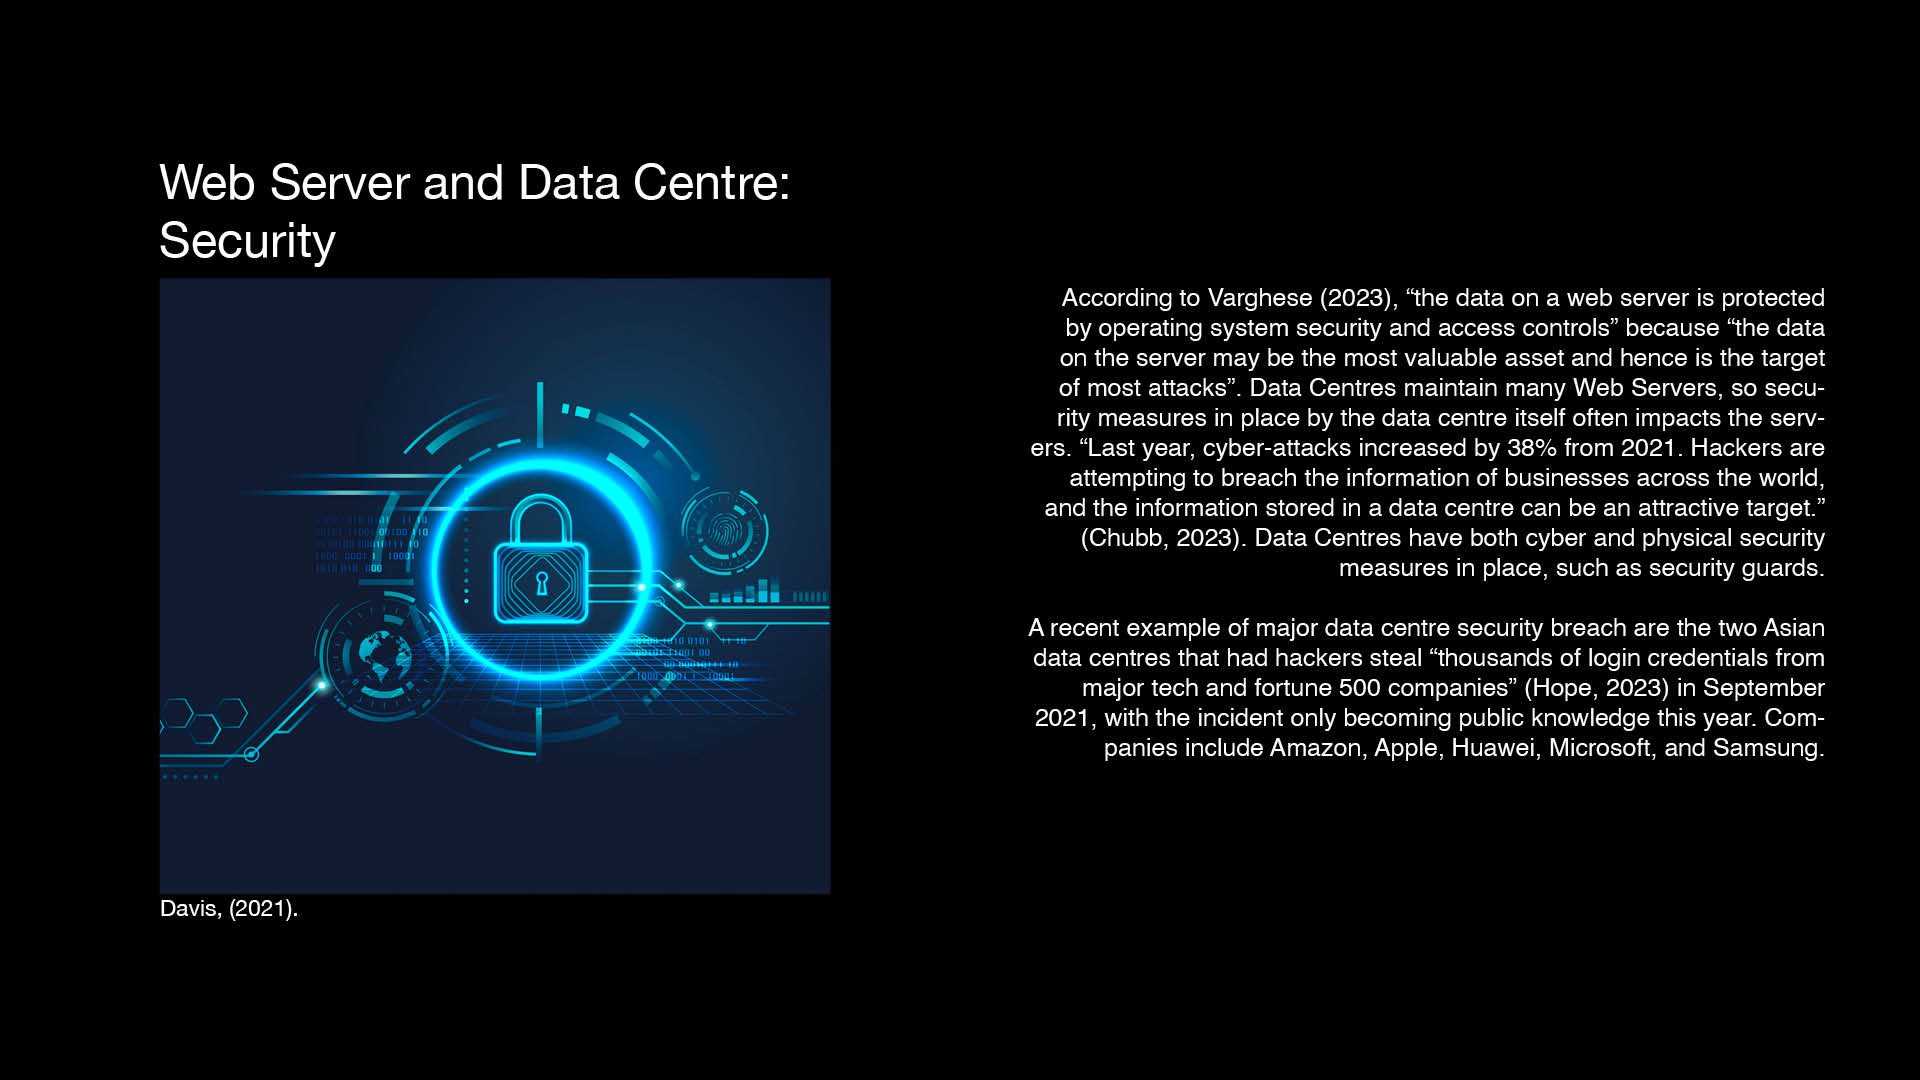 Web Server and Data Centre:
Security
According to Varghese (2023), “the data on a web server is protected
by operating system security and access controls” because “the data
on the server may be the most valuable asset and hence is the target
of most attacks”. Data Centres maintain many Web Servers, so secu-
rity measures in place by the data centre itself often impacts the serv-
ers. “Last year, cyber-attacks increased by 38% from 2021. Hackers are
attempting to breach the information of businesses across the world,
and the information stored in a data centre can be an attractive target.”
(Chubb, 2023). Data Centres have both cyber and physical security
measures in place, such as security guards.
A recent example of major data centre security breach are the two Asian
data centres that had hackers steal “thousands of login credentials from
major tech and fortune 500 companies” (Hope, 2023) in September
2021, with the incident only becoming public knowledge this year. Com-
panies include Amazon, Apple, Huawei, Microsoft, and Samsung.
Davis, (2021).